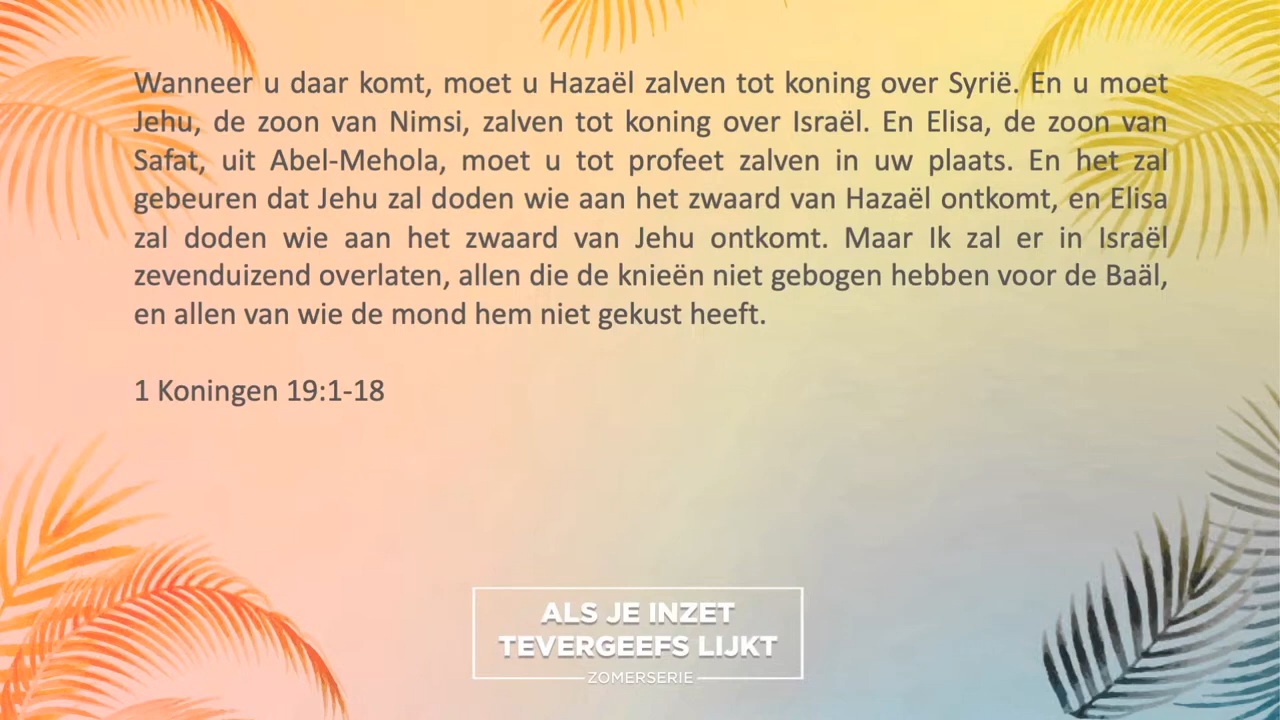 Wanneer u daar komt, moet u Hazaël zalven tot koning over Syrië. En u moet
Jehu, de zoon van Nimsi, zalven tot koning over Israël. En Elisa, de zoon van
Safat, uit Abel-Mehola, moet u tot profeet zalven in uw plaats. En het zal
gebeuren dat Jehu zal doden wie aan het zwaard van Hazaël ontkomt, en Elisa
zal doden wie aan het zwaard van Jehu ontkomt. Maar Ik zal er in Israël
zevenduizend overlaten, allen die de knieën niet gebogen hebben voor de Baäl,
en allen van wie de mond hem niet gekust heeft.
1 Koningen 19:1-18
ALS JE INZET
TEVERGEEFS LIJKT
ZOMERSERIE